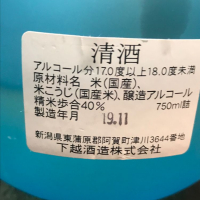 清酒
アルコール分17.0度以上18.0度未満
原材料名 米(国産)、
米こうじ(国産米)、醸造アルコール
精米歩合40% 750ml詰
製造年月 19.11
新潟県東蒲原郡阿賀町津川3644番地
下越酒造株式会社